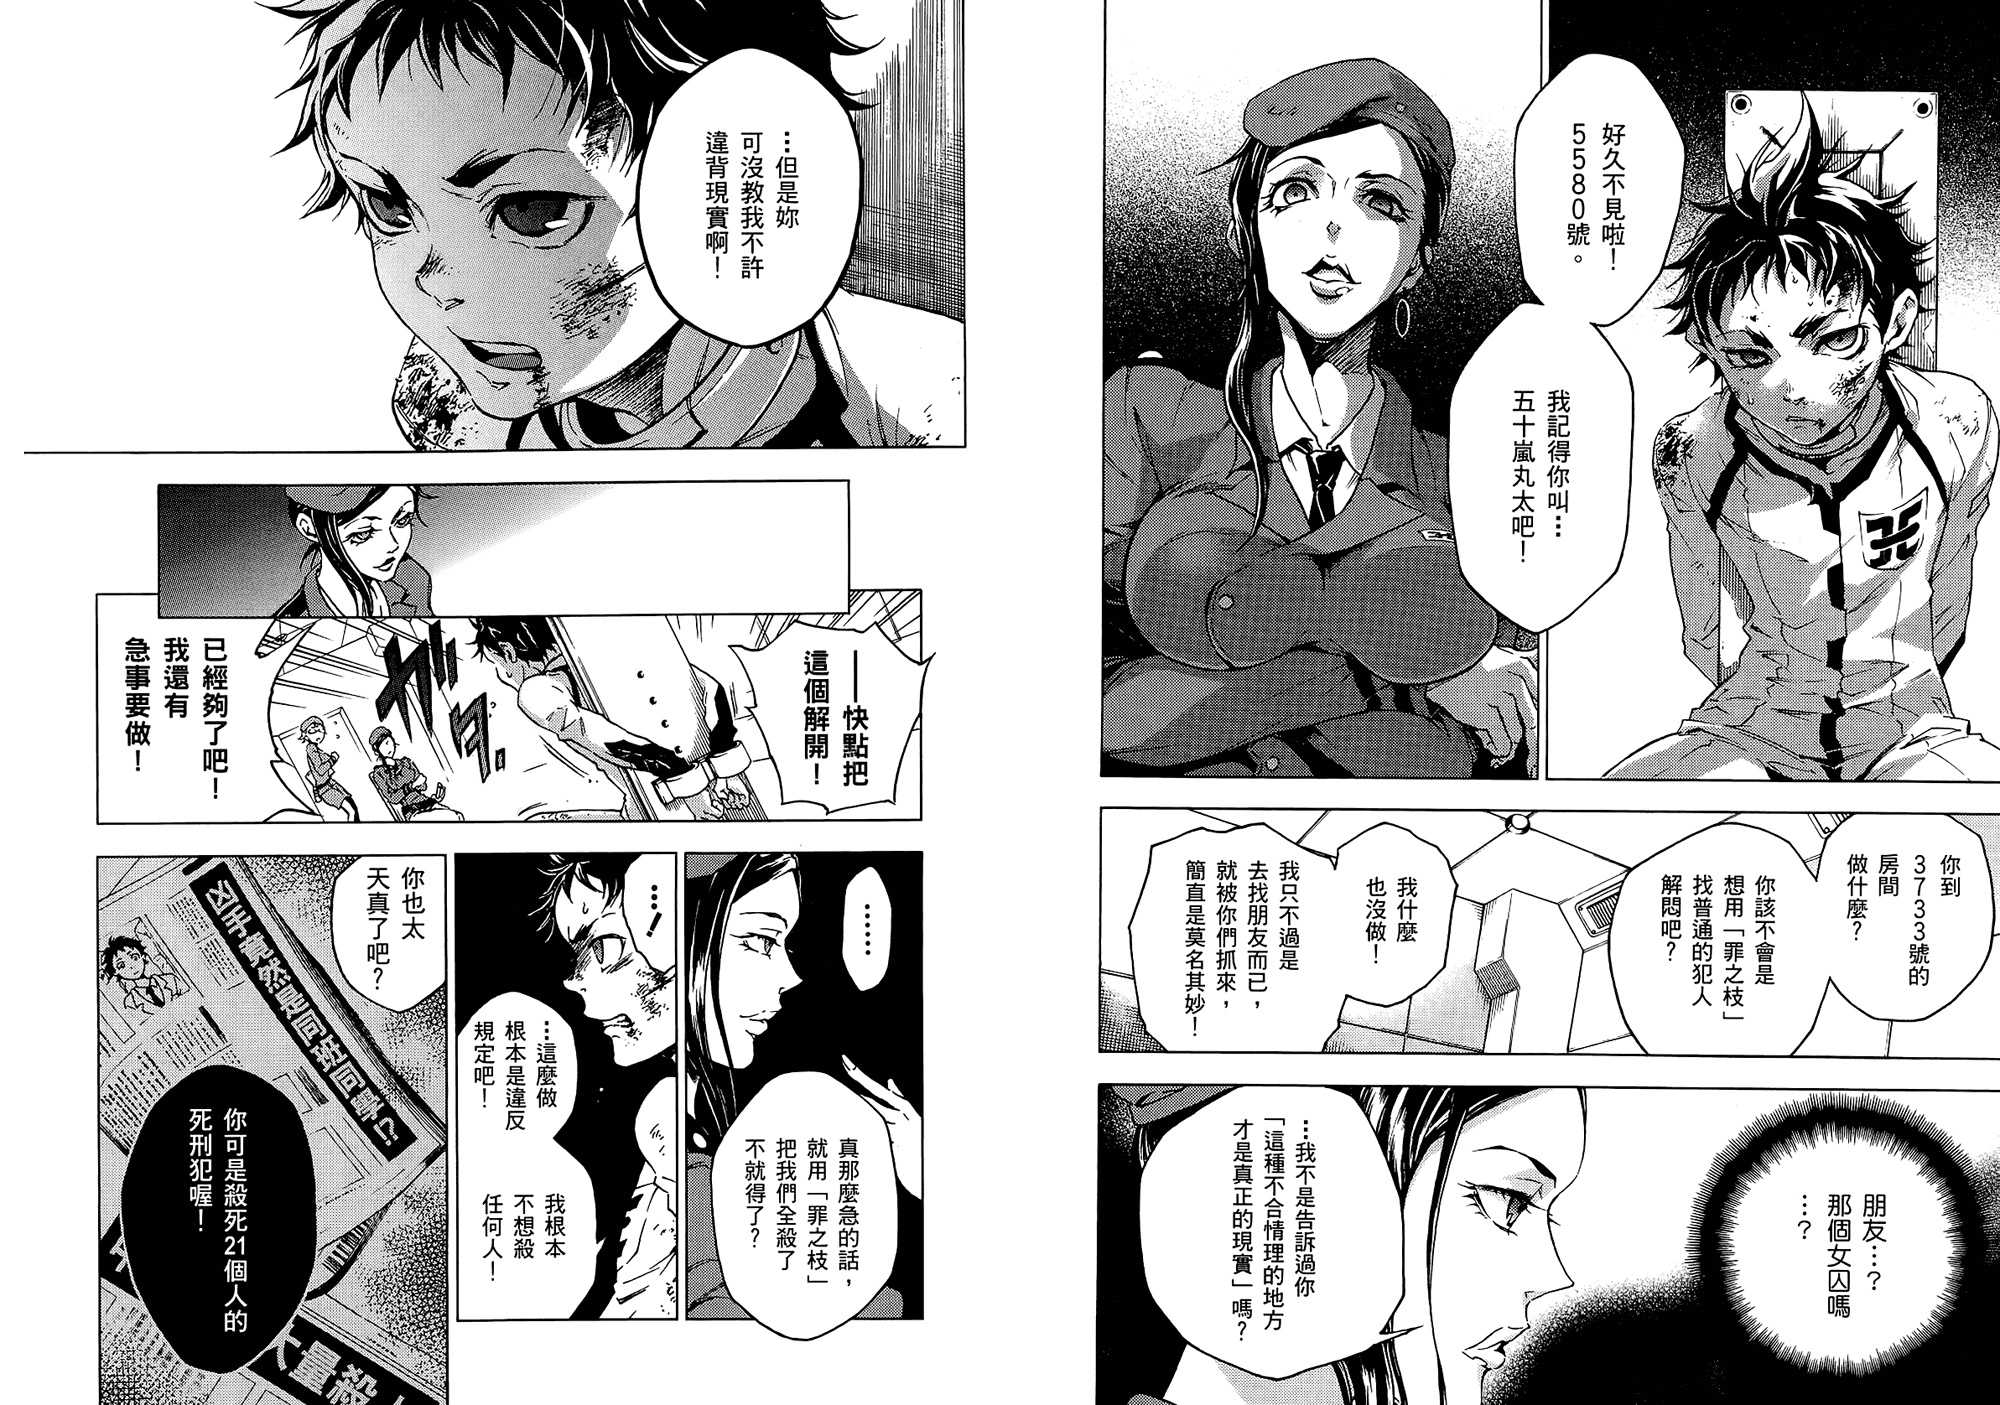 好久不見啦！
5580號。
我記得你叫…
五十嵐丸太吧！
你到
3733號的
房間
做什麼？
你該不會是
想用「罪之枝」
找普通的犯人
解悶吧？
我什麼
也沒做！
我只不過是
去找朋友而已，
就被你們抓來，
簡直是莫名其妙！
朋友…？
那個女囚嗎
…？
…我不是告訴過你
「這種不合情理的地方
才是真正的現實」嗎？
…但是妳
可沒教我不許
違背現實啊！
——快點把
這個解開！
ガタ
已經夠了吧！
我還有
急事要做！
……
真那麼急的話，
就用「罪之枝」
把我們全殺了
不就得了？
…！
…這麼做
根本是違反
規定吧！
我根本
不想殺
任何人！
你也太
天真了吧？
凶手竟然是同班同學!?
你可是殺死21個人的
死刑犯喔！
大量殺人